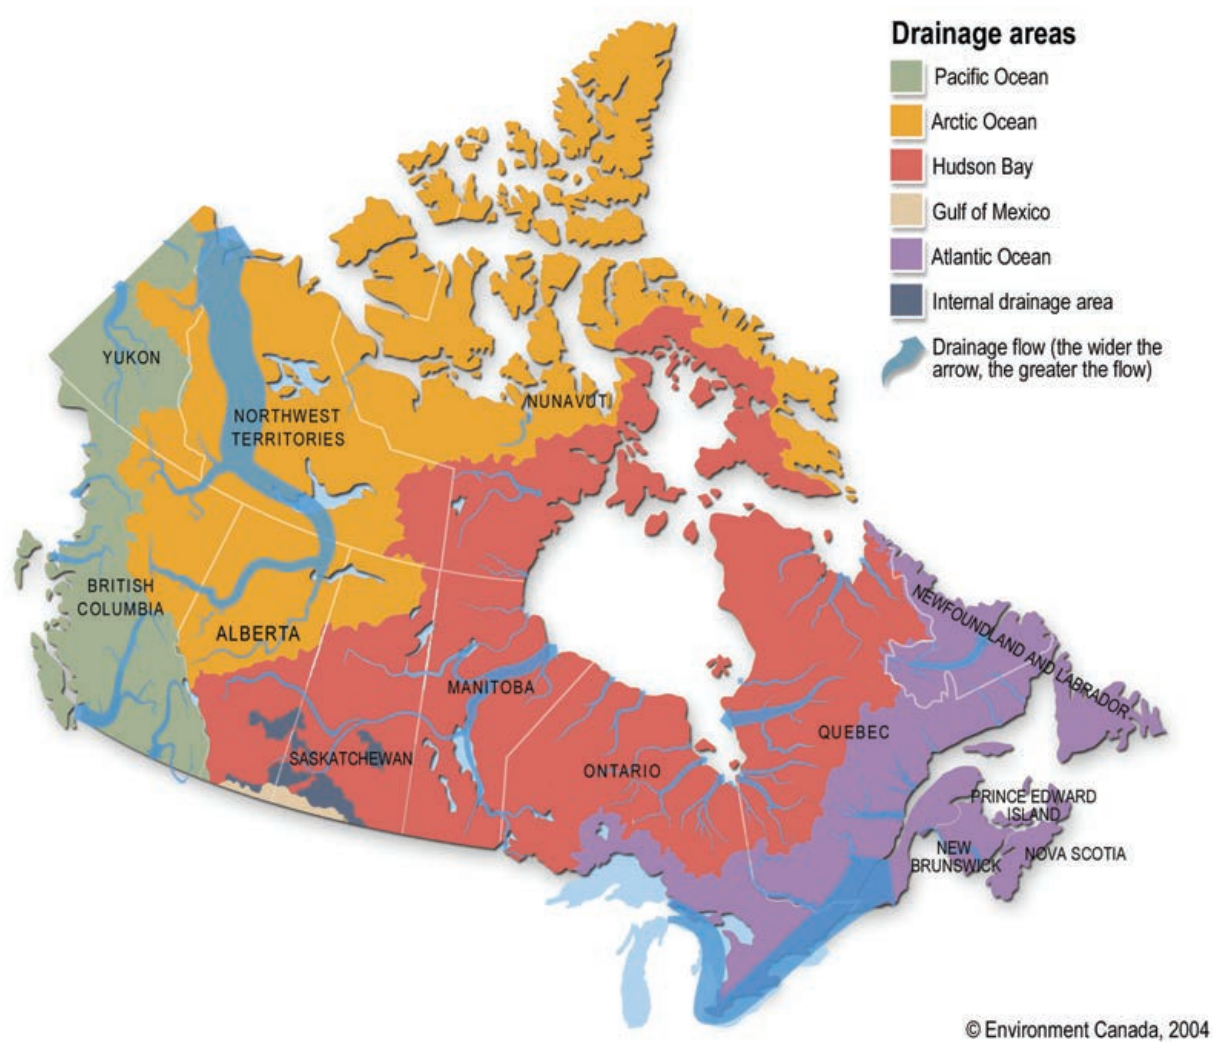 Drainage areas
Pacific Ocean
Arctic Ocean
Hudson Bay
Gulf of Mexico
Atlantic Ocean
Internal drainage area
Drainage flow (the wider the
arrow, the greater the flow)
YUKON
NORTHWEST
TERRITORIES
NUNAVUT
BRITISH
COLUMBIA
ALBERTA
SASKATCHEWAN
MANITOBA
ONTARIO
QUEBEC
NEWFOUNDLAND AND LABRADOR
PRINCE EDWARD
ISLAND
NEW
BRUNSWICK
NOVA SCOTIA
© Environment Canada, 2004